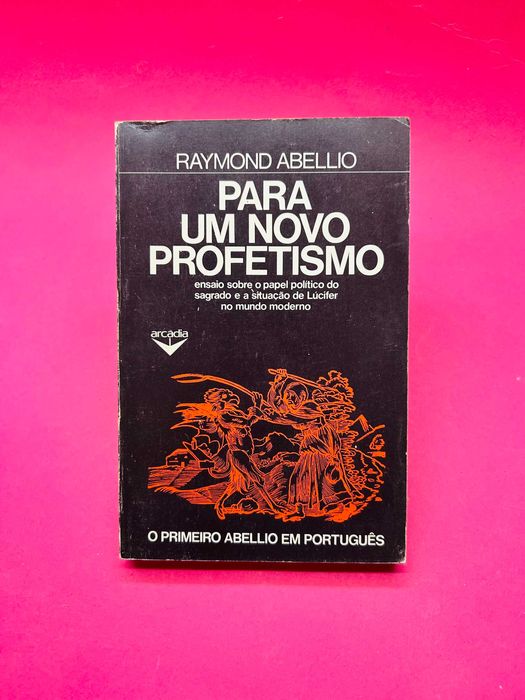 RAYMOND ABELLIO
PARA
UM NOVO
PROFETISMO
ensaio sobre o papel político do
sagrado e a situação de Lúcifer
no mundo moderno
arcádia
O PRIMEIRO ABELLIO EM PORTUGUÊS